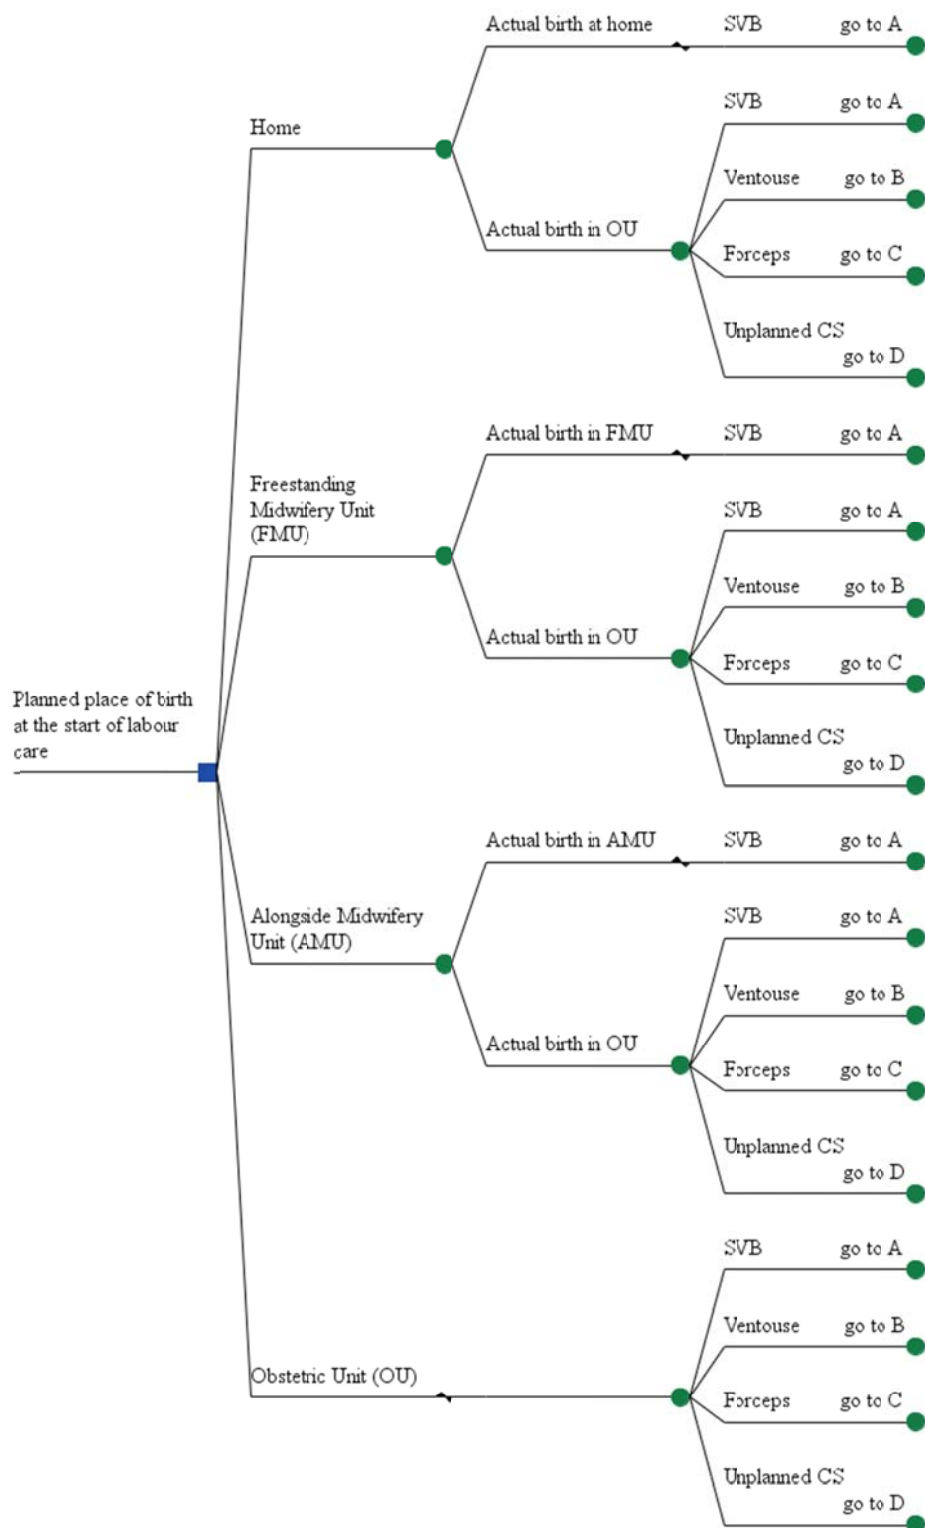 Actual birth at home
SVB go to A
SVB go to A
Home
Ventouse go to B
Actual birth in OU
Forceps go to C
Unplanned CS
go to D
Actual birth in FMU
SVB go to A
Freestanding
Midwifery Unit
(FMU)
SVB go to A
Ventouse go to B
Actual birth in OU
Forceps go to C
Planned place of birth
at the start of labour
care
Unplanned CS
go to D
Actual birth in AMU
SVB go to A
Alongside Midwifery
Unit (AMU)
SVB go to A
Ventouse go to B
Actual birth in OU
Forceps go to C
Unplanned CS
go to D
SVB go to A
Ventouse go to B
Obstetric Unit (OU)
Forceps go to C
Unplanned CS
go to D